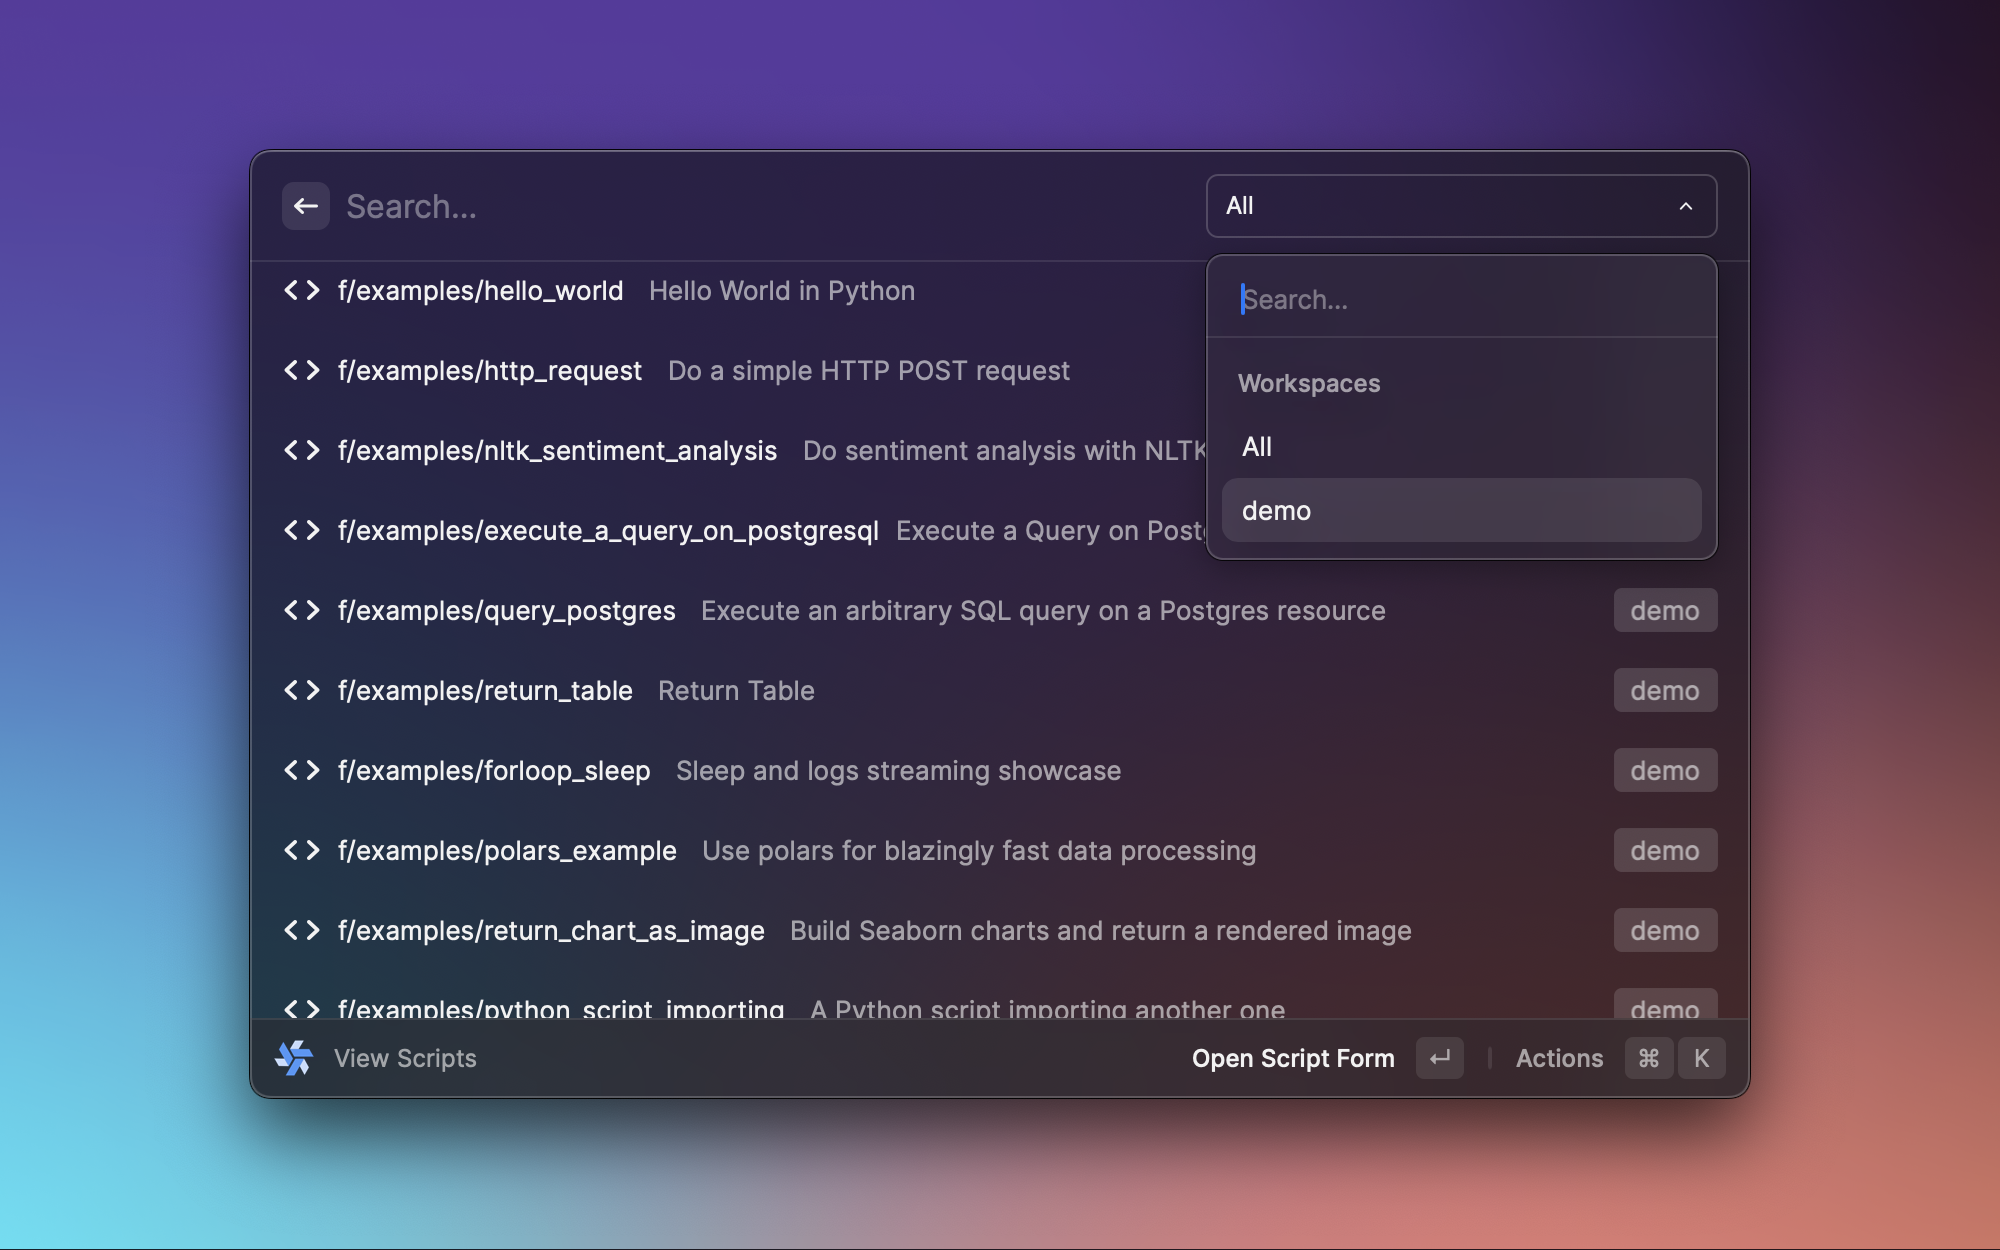 Search...
All
Search...
Workspaces
All
demo
f/examples/hello_world Hello World in Python
f/examples/http_request Do a simple HTTP POST request
f/examples/nltk_sentiment_analysis Do sentiment analysis with NLTK
f/examples/execute_a_query_on_postgresql Execute a Query on Post
f/examples/query_postgres Execute an arbitrary SQL query on a Postgres resource demo
f/examples/return_table Return Table demo
f/examples/forloop_sleep Sleep and logs streaming showcase demo
f/examples/polars_example Use polars for blazingly fast data processing demo
f/examples/return_chart_as_image Build Seaborn charts and return a rendered image demo
f/examples/python_script_importing A Python script importing another one demo
View Scripts Open Script Form ↵ Actions ⌘ K